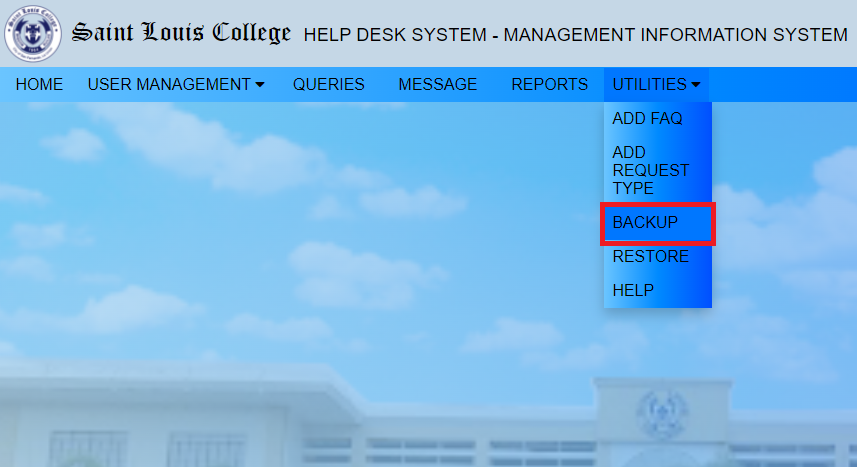 Saint Louis College HELP DESK SYSTEM - MANAGEMENT INFORMATION SYSTEM
HOME USER MANAGEMENT QUERIES MESSAGE REPORTS UTILITIES
ADD FAQ
ADD
REQUEST
TYPE
BACKUP
RESTORE
HELP